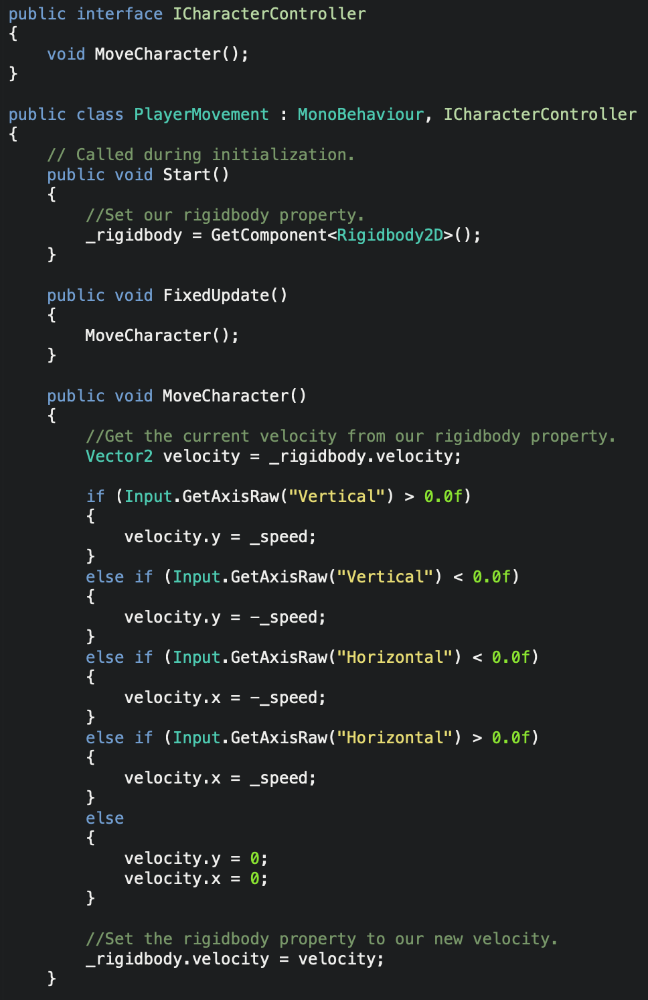 public interface ICharacterController
{
    void MoveCharacter();
}

public class PlayerMovement : MonoBehaviour, ICharacterController
{
    // Called during initialization.
    public void Start()
    {
        //Set our rigidbody property.
        _rigidbody = GetComponent<Rigidbody2D>();
    }

    public void FixedUpdate()
    {
        MoveCharacter();
    }

    public void MoveCharacter()
    {
        //Get the current velocity from our rigidbody property.
        Vector2 velocity = _rigidbody.velocity;

        if (Input.GetAxisRaw("Vertical") > 0.0f)
        {
            velocity.y = _speed;
        }
        else if (Input.GetAxisRaw("Vertical") < 0.0f)
        {
            velocity.y = -_speed;
        }
        else if (Input.GetAxisRaw("Horizontal") < 0.0f)
        {
            velocity.x = -_speed;
        }
        else if (Input.GetAxisRaw("Horizontal") > 0.0f)
        {
            velocity.x = _speed;
        }
        else
        {
            velocity.y = 0;
            velocity.x = 0;
        }

        //Set the rigidbody property to our new velocity.
        _rigidbody.velocity = velocity;
    }